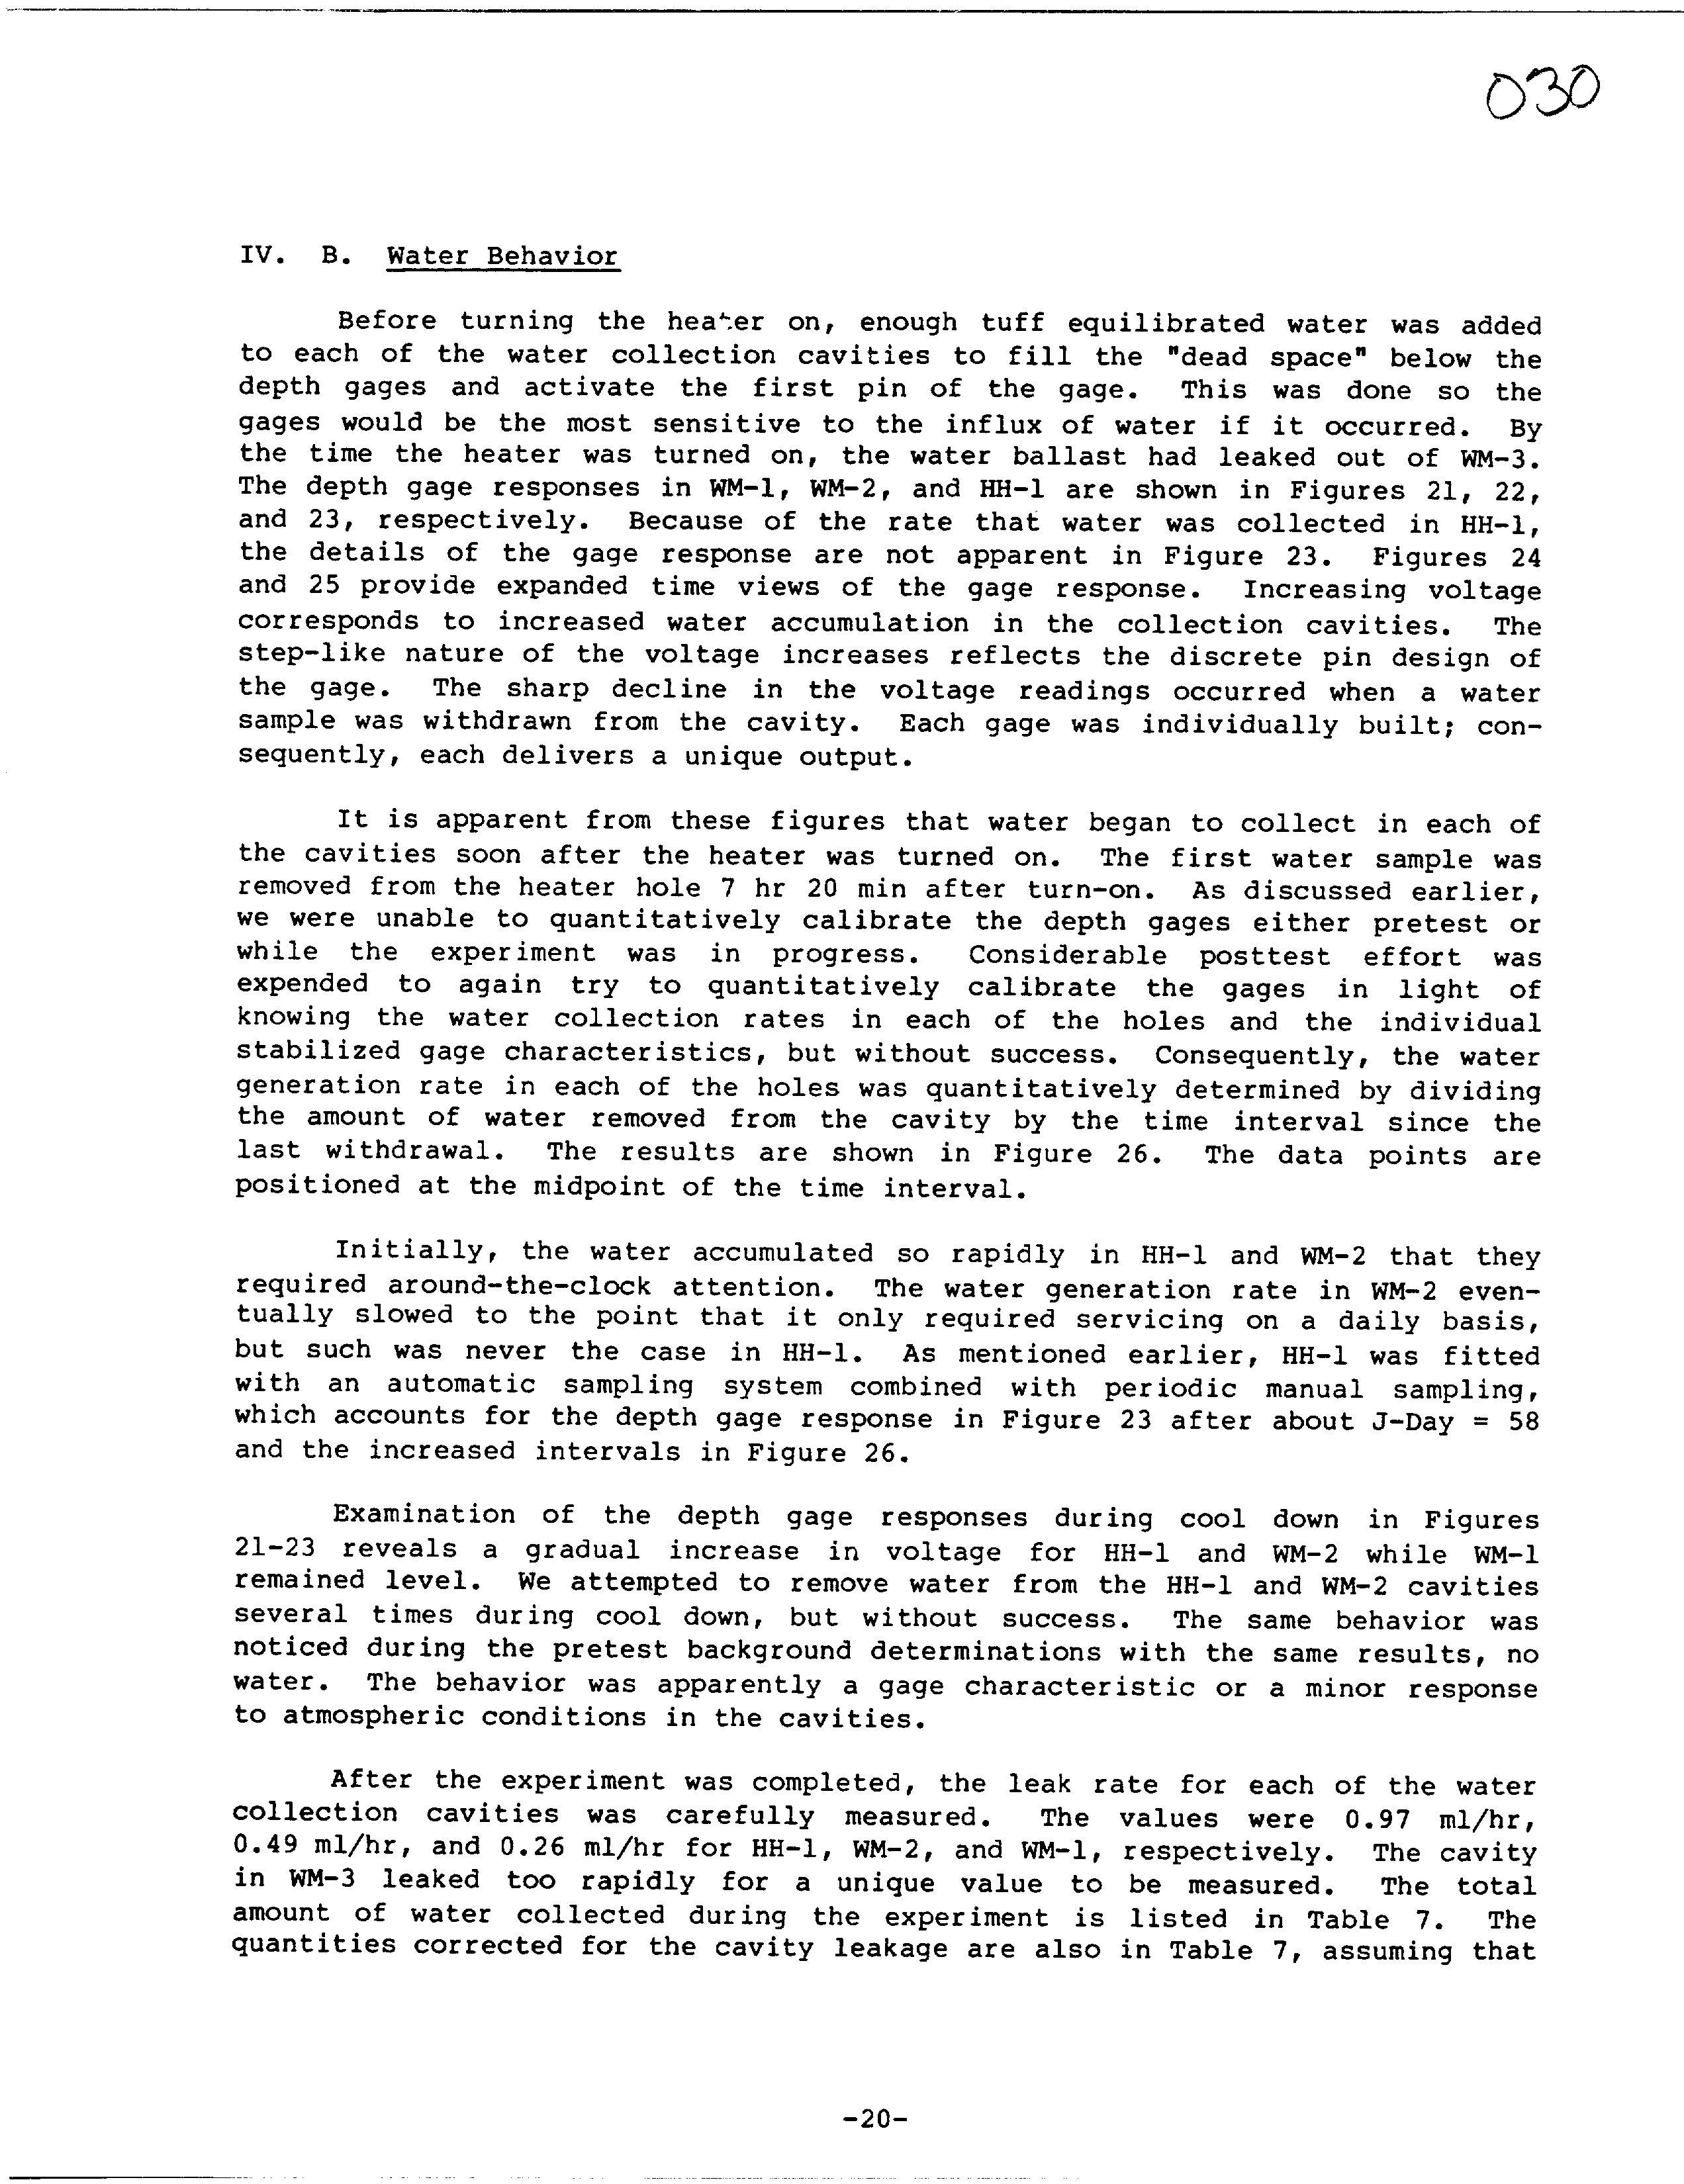 030
IV. B. Water Behavior
Before turning the heater on, enough tuff equilibrated water was added
to each of the water collection cavities to fill the "dead space" below the
depth gages and activate the first pin of the gage. This was done so the
gages would be the most sensitive to the influx of water if it occurred. By
the time the heater was turned on, the water ballast had leaked out of WM-3.
The depth gage responses in WM-1, WM-2, and HH-1 are shown in Figures 21, 22,
and 23, respectively. Because of the rate that water was collected in HH-1,
the details of the gage response are not apparent in Figure 23. Figures 24
and 25 provide expanded time views of the gage response. Increasing voltage
corresponds to increased water accumulation in the collection cavities. The
step-like nature of the voltage increases reflects the discrete pin design of
the gage. The sharp decline in the voltage readings occurred when a water
sample was withdrawn from the cavity. Each gage was individually built; con-
sequently, each delivers a unique output.
It is apparent from these figures that water began to collect in each of
the cavities soon after the heater was turned on. The first water sample was
removed from the heater hole 7 hr 20 min after turn-on. As discussed earlier,
we were unable to quantitatively calibrate the depth gages either pretest or
while the experiment was in progress. Considerable posttest effort was
expended to again try to quantitatively calibrate the gages in light of
knowing the water collection rates in each of the holes and the individual
stabilized gage characteristics, but without success. Consequently, the water
generation rate in each of the holes was quantitatively determined by dividing
the amount of water removed from the cavity by the time interval since the
last withdrawal. The results are shown in Figure 26. The data points are
positioned at the midpoint of the time interval.
Initially, the water accumulated so rapidly in HH-1 and WM-2 that they
required around-the-clock attention. The water generation rate in WM-2 even-
tually slowed to the point that it only required servicing on a daily basis,
but such was never the case in HH-1. As mentioned earlier, HH-1 was fitted
with an automatic sampling system combined with periodic manual sampling,
which accounts for the depth gage response in Figure 23 after about J-Day = 58
and the increased intervals in Figure 26.
Examination of the depth gage responses during cool down in Figures
21-23 reveals a gradual increase in voltage for HH-1 and WM-2 while WM-1
remained level. We attempted to remove water from the HH-1 and WM-2 cavities
several times during cool down, but without success. The same behavior was
noticed during the pretest background determinations with the same results, no
water. The behavior was apparently a gage characteristic or a minor response
to atmospheric conditions in the cavities.
After the experiment was completed, the leak rate for each of the water
collection cavities was carefully measured. The values were 0.97 ml/hr,
0.49 ml/hr, and 0.26 ml/hr for HH-1, WM-2, and WM-1, respectively. The cavity
in WM-3 leaked too rapidly for a unique value to be measured. The total
amount of water collected during the experiment is listed in Table 7. The
quantities corrected for the cavity leakage are also in Table 7, assuming that
-20-